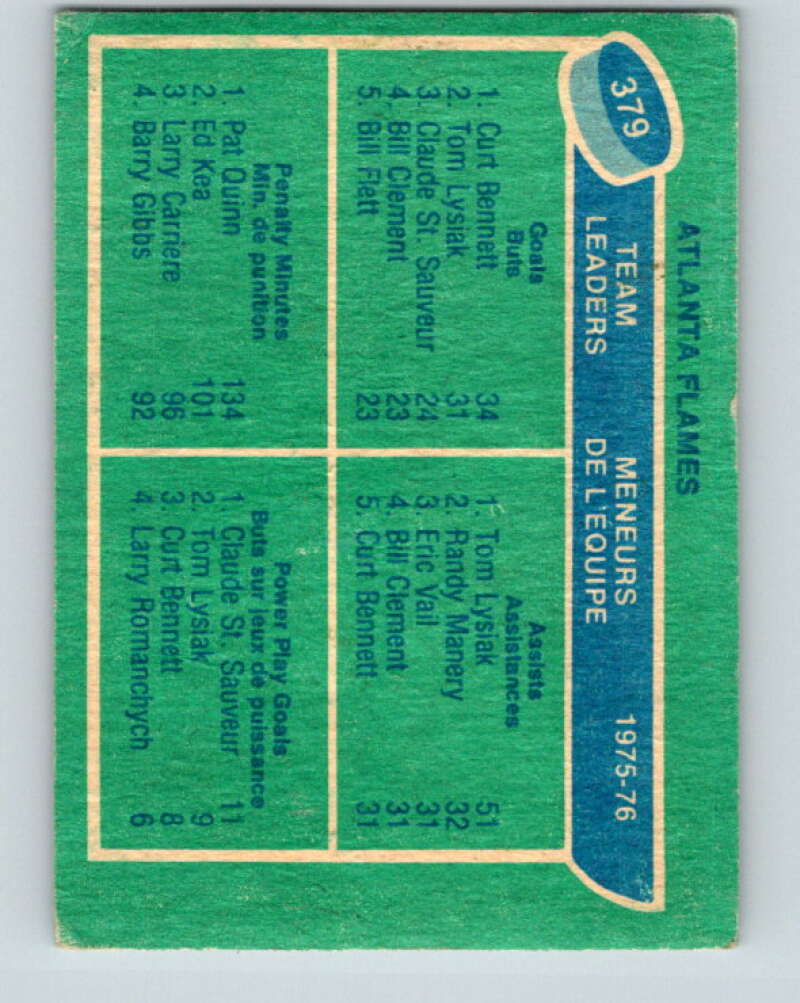 ATLANTA FLAMES
379
TEAM LEADERS
MENEURS DE L'ÉQUIPE
1975-76
Goals
Buts
1. Curt Bennett 34
2. Tom Lysiak 31
3. Claude St. Sauveur 24
4. Bill Clement 23
5. Bill Flett 23
Assists
Assistances
1. Tom Lysiak 51
2. Randy Manery 32
3. Eric Vail 31
4. Bill Clement 31
5. Curt Bennett 31
Penalty Minutes
Min. de punition
1. Pat Quinn 134
2. Ed Kea 101
3. Larry Carriere 96
4. Barry Gibbs 92
Power Play Goals
Buts sur jeux de puissance
1. Claude St. Sauveur 11
2. Tom Lysiak 9
3. Curt Bennett 8
4. Larry Romanchych 6